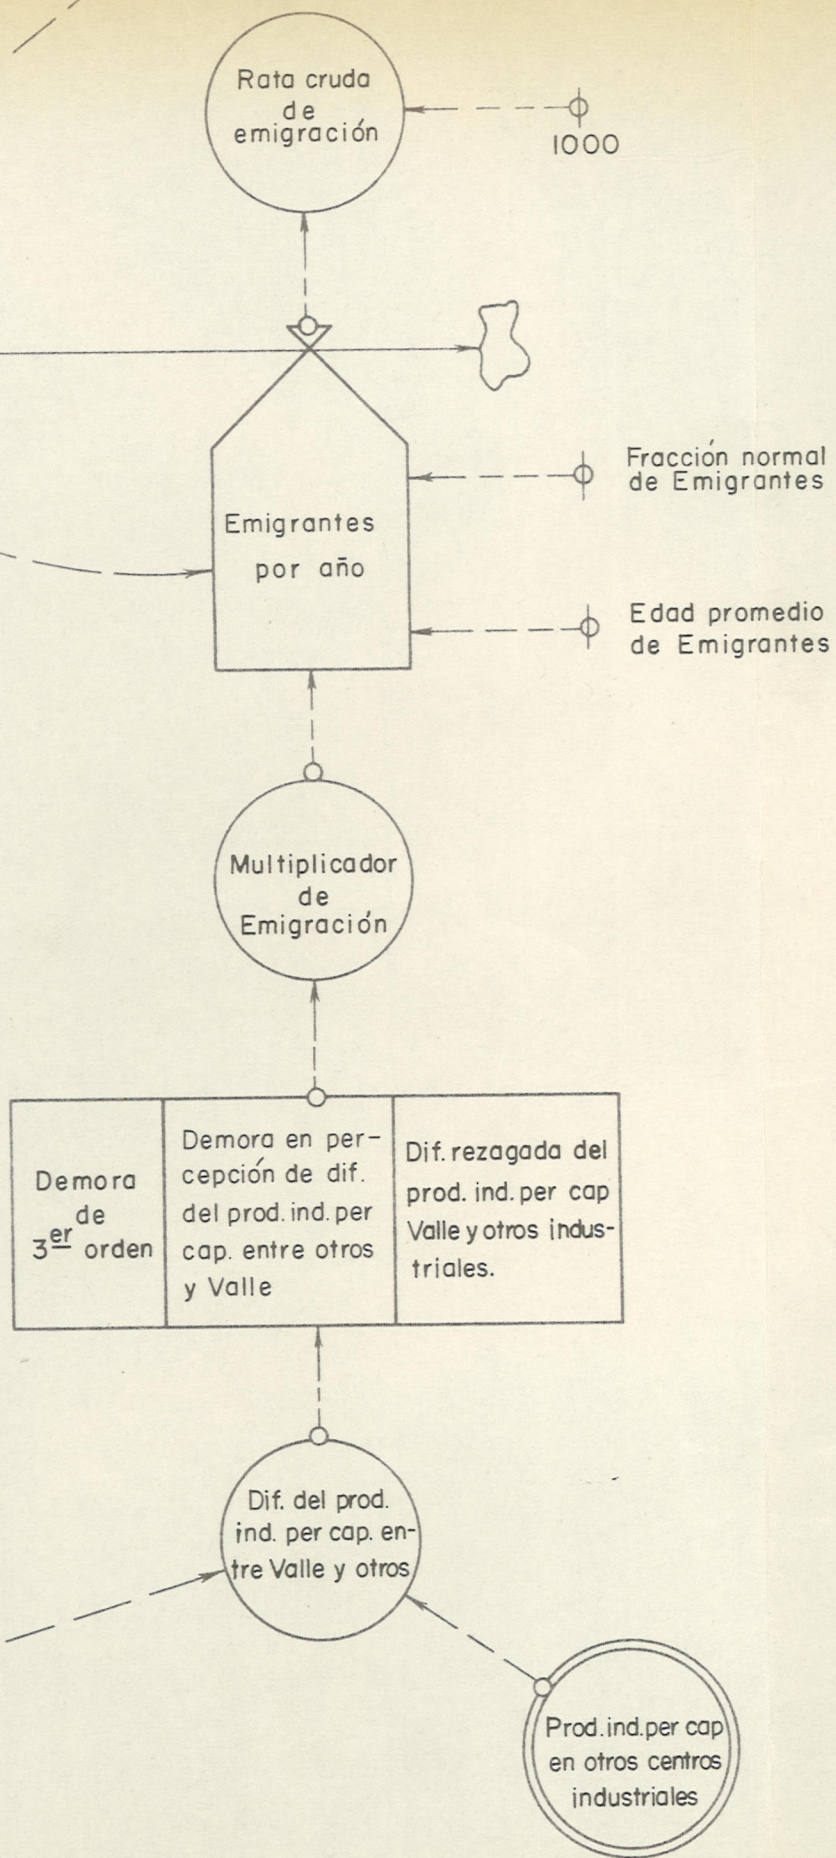 Rata cruda
de
emigración
1000
Fracción normal
de Emigrantes
Emigrantes
por año
Edad promedio
de Emigrantes
Multiplicador
de
Emigración
Demora
de
3er orden
Demora en per-
cepción de dif.
del prod. ind. per
cap. entre otros
y Valle
Dif. rezagada del
prod. ind. per cap
Valle y otros indus-
triales.
Dif. del prod.
ind. per cap. en-
tre Valle y otros
Prod. ind. per cap
en otros centros
industriales